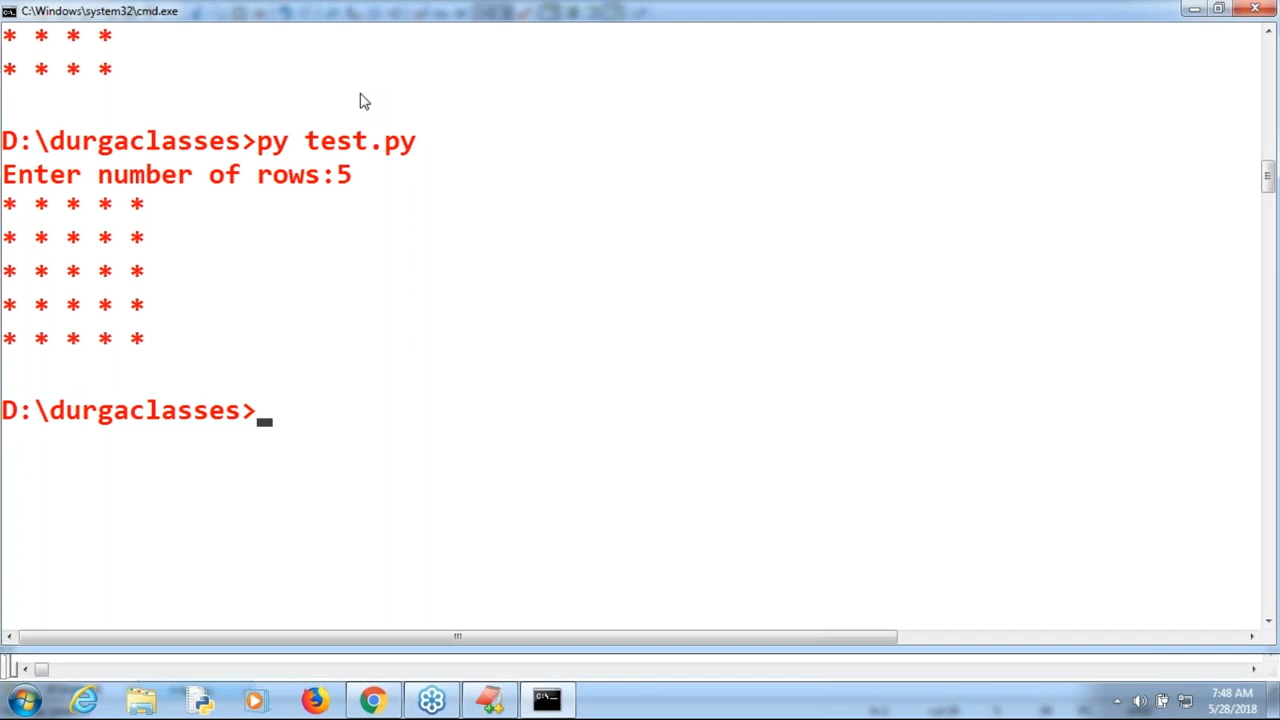 C:\Windows\system32\cmd.exe
* * * *
* * * *
D:\durgaclasses>py test.py
Enter number of rows:5
* * * * *
* * * * *
* * * * *
* * * * *
* * * * *
D:\durgaclasses>_
7:48 AM
5/28/2018